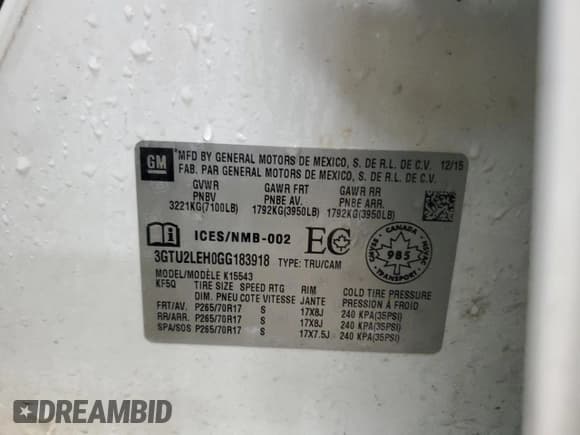 GM
*MFD BY GENERAL MOTORS DE MEXICO, S. DE R.L. DE C.V. 12/15
FAB. PAR GENERAL MOTORS DE MEXICO, S. DE R.L. DE C.V.
GVWR GAWR FRT GAWR RR
PNBV PNBE AV. PNBE ARR.
3221KG(7100LB) 1792KG(3950LB) 1792KG(3950LB)
ICES/NMB-002 EC
CANADA
985
TRANSPORT
3GTU2LEH0GG183918 TYPE: TRU/CAM
MODEL/MODÈLE K15543
KF5Q TIRE SIZE SPEED RTG RIM COLD TIRE PRESSURE
DIM. PNEU COTE VITESSE JANTE PRESSION À FROID
FRT/AV. P265/70R17 S 17X8J 240 KPA(35PSI)
RR/ARR. P265/70R17 S 17X8J 240 KPA(35PSI)
SPA/SOS P265/70R17 S 17X7.5J 240 KPA(35PSI)
DREAMBID